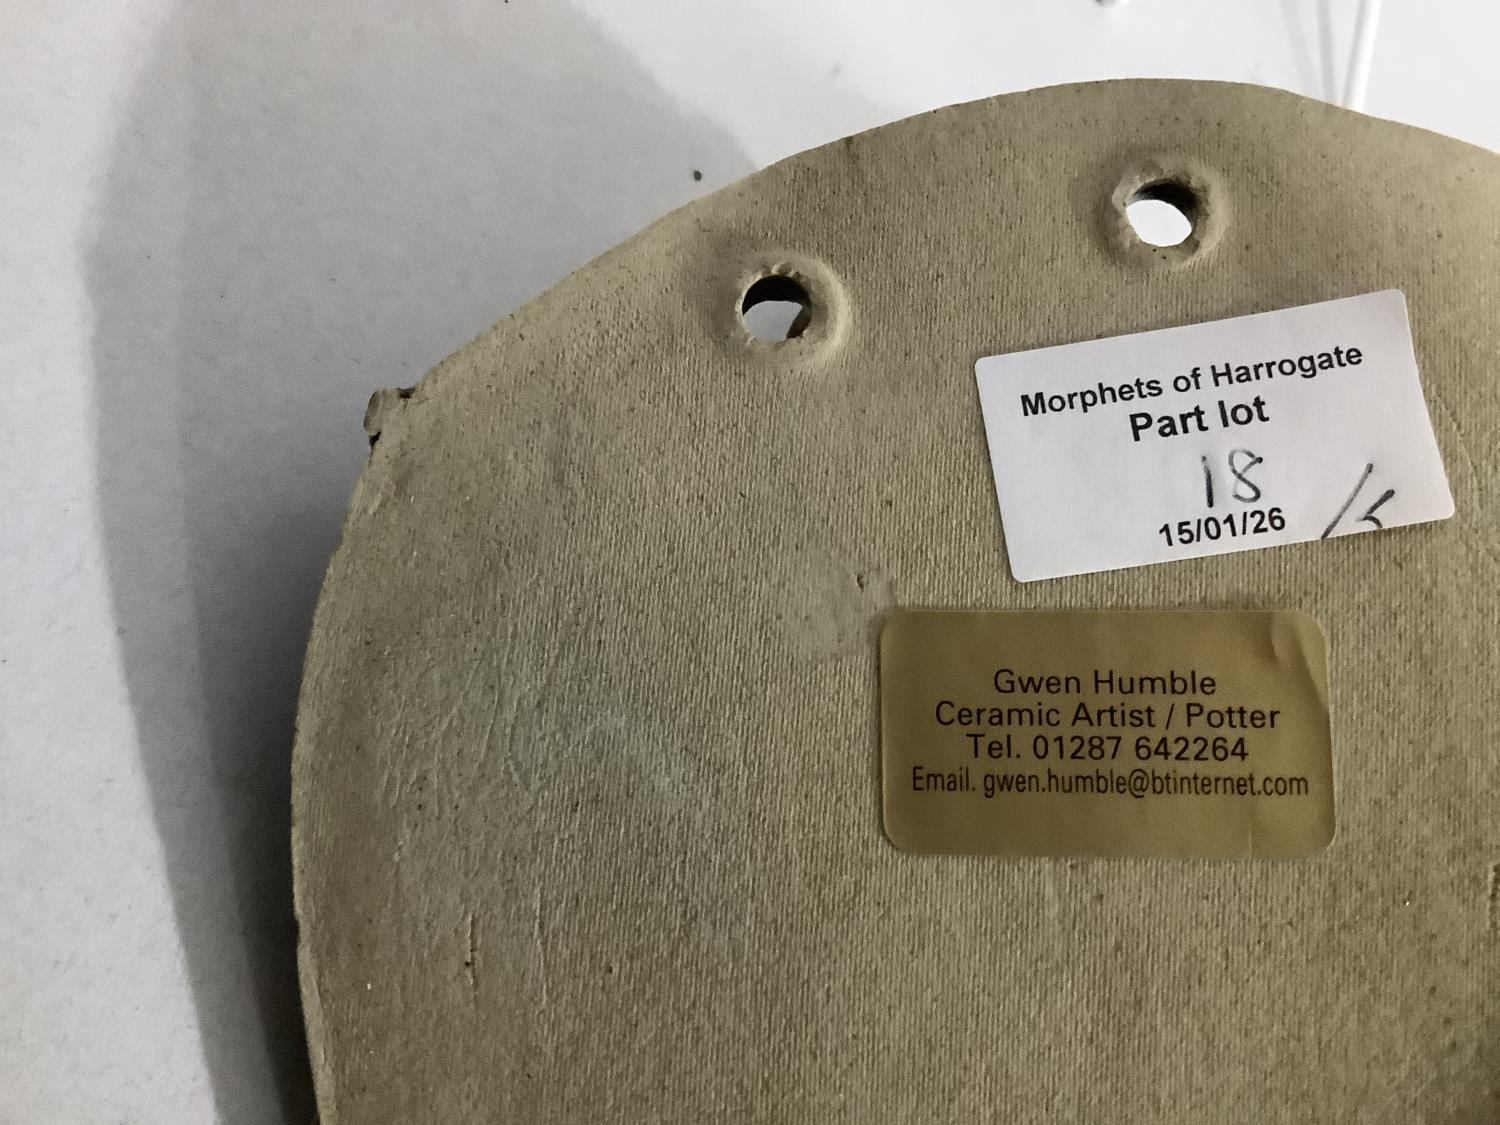 Morphets of Harrogate
Part lot
18
15/01/26
Gwen Humble
Ceramic Artist / Potter
Tel. 01287 642264
Email. gwen.humble@btinternet.com